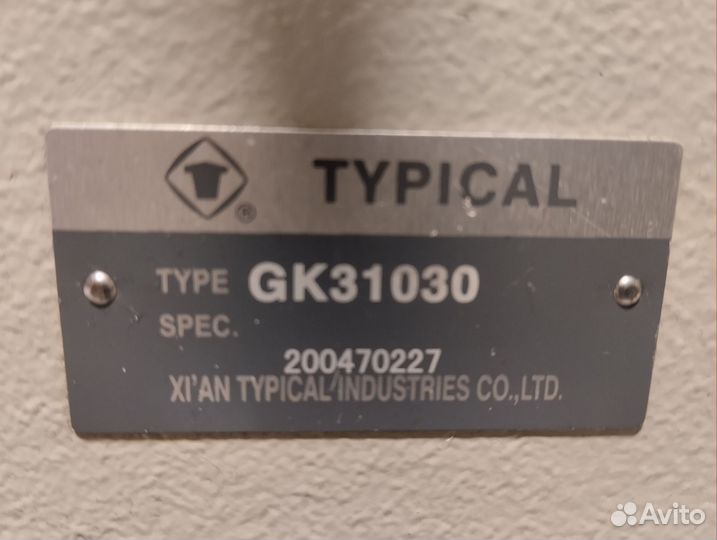 ® TYPICAL
TYPE GK31030
SPEC.
200470227
XI'AN TYPICAL INDUSTRIES CO.,LTD.
Avito